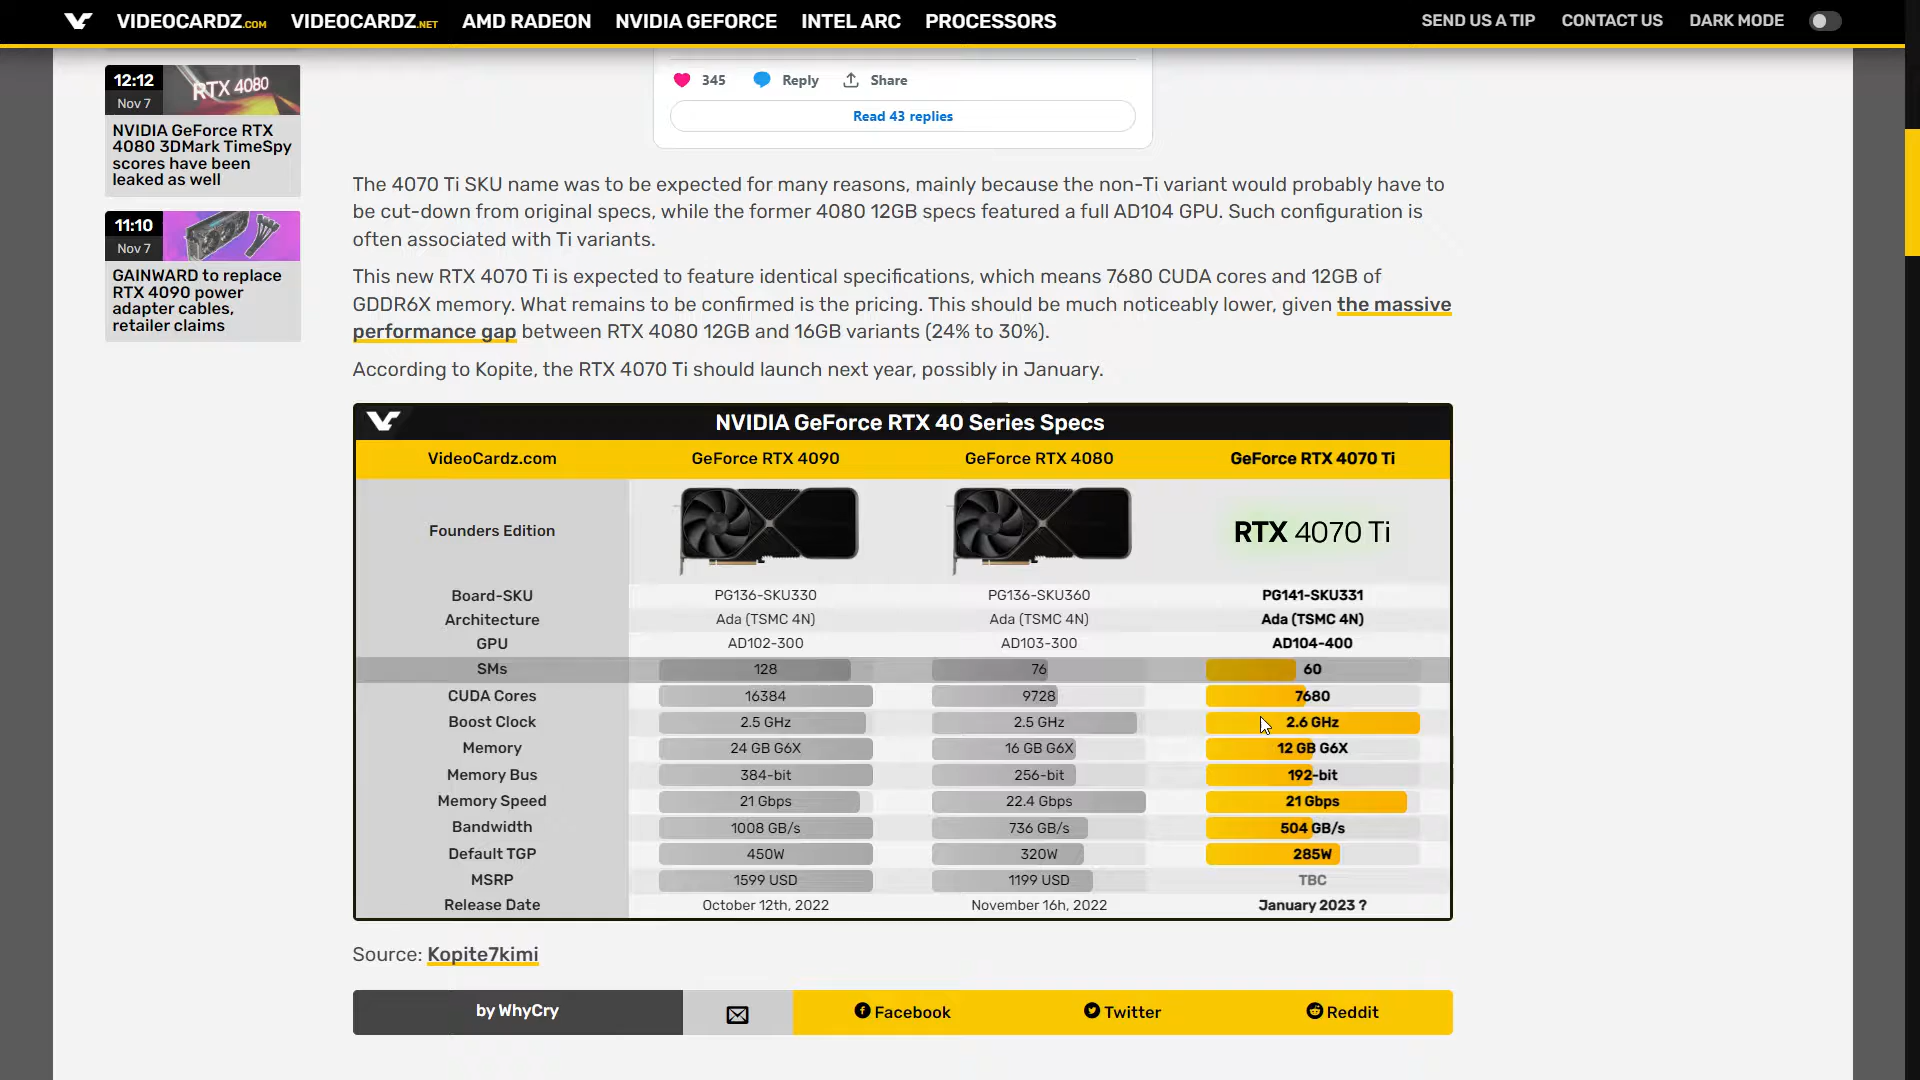 VIDEOCARDZ.COM VIDEOCARDZ.NET AMD RADEON NVIDIA GEFORCE INTEL ARC PROCESSORS SEND US A TIP CONTACT US DARK MODE
12:12
Nov 7
RTX 4080
NVIDIA GeForce RTX
4080 3DMark TimeSpy
scores have been
leaked as well
11:10
Nov 7
GAINWARD to replace
RTX 4090 power
adapter cables,
retailer claims
345 Reply Share
Read 43 replies
The 4070 Ti SKU name was to be expected for many reasons, mainly because the non-Ti variant would probably have to
be cut-down from original specs, while the former 4080 12GB specs featured a full AD104 GPU. Such configuration is
often associated with Ti variants.
This new RTX 4070 Ti is expected to feature identical specifications, which means 7680 CUDA cores and 12GB of
GDDR6X memory. What remains to be confirmed is the pricing. This should be much noticeably lower, given the massive
performance gap between RTX 4080 12GB and 16GB variants (24% to 30%).
According to Kopite, the RTX 4070 Ti should launch next year, possibly in January.
NVIDIA GeForce RTX 40 Series Specs
VideoCardz.com GeForce RTX 4090 GeForce RTX 4080 GeForce RTX 4070 Ti
Founders Edition RTX 4070 Ti
Board-SKU PG136-SKU330 PG136-SKU360 PG141-SKU331
Architecture Ada (TSMC 4N) Ada (TSMC 4N) Ada (TSMC 4N)
GPU AD102-300 AD103-300 AD104-400
SMs 128 76 60
CUDA Cores 16384 9728 7680
Boost Clock 2.5 GHz 2.5 GHz 2.6 GHz
Memory 24 GB G6X 16 GB G6X 12 GB G6X
Memory Bus 384-bit 256-bit 192-bit
Memory Speed 21 Gbps 22.4 Gbps 21 Gbps
Bandwidth 1008 GB/s 736 GB/s 504 GB/s
Default TGP 450W 320W 285W
MSRP 1599 USD 1199 USD TBC
Release Date October 12th, 2022 November 16h, 2022 January 2023 ?
Source: Kopite7kimi
by WhyCry Facebook Twitter Reddit